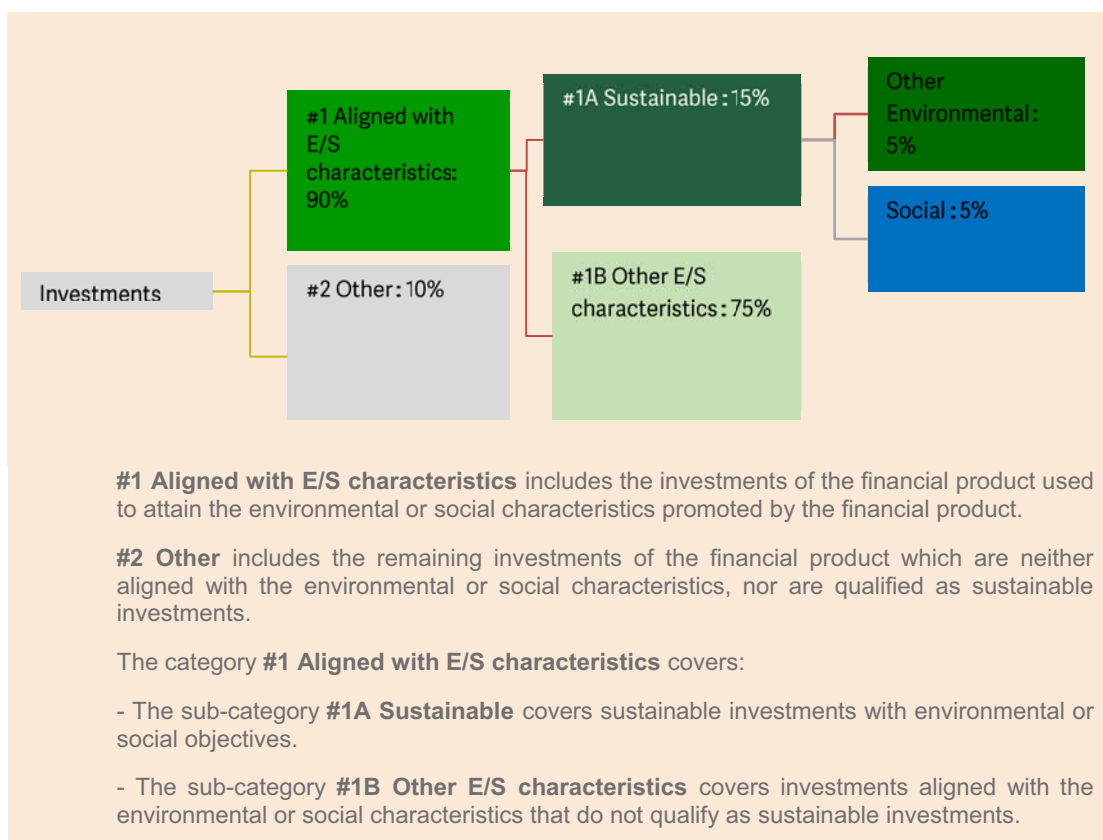 #1 Aligned with
E/S
characteristics:
90%
#1A Sustainable : 15%
Other
Environmental:
5%
Social : 5%
Investments
#2 Other : 10%
#1B Other E/S
characteristics : 75%
#1 Aligned with E/S characteristics includes the investments of the financial product used
to attain the environmental or social characteristics promoted by the financial product.
#2 Other includes the remaining investments of the financial product which are neither
aligned with the environmental or social characteristics, nor are qualified as sustainable
investments.
The category #1 Aligned with E/S characteristics covers:
- The sub-category #1A Sustainable covers sustainable investments with environmental or
social objectives.
- The sub-category #1B Other E/S characteristics covers investments aligned with the
environmental or social characteristics that do not qualify as sustainable investments.